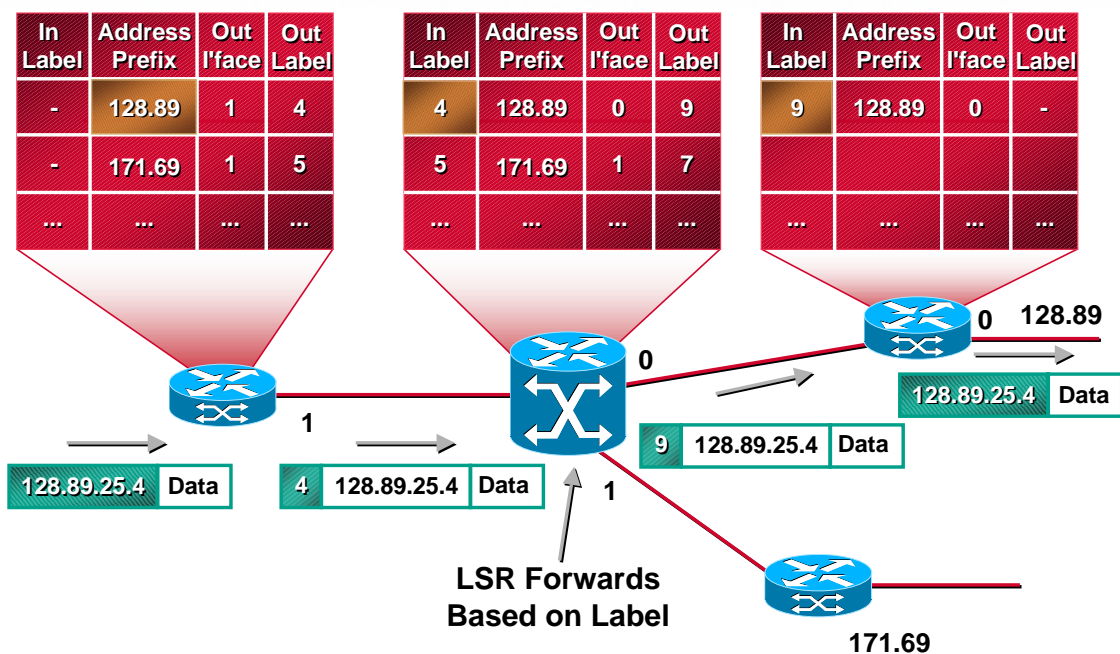 In Label Address Prefix Out I'face Out Label
- 128.89 1 4
- 171.69 1 5
... ... ... ...
In Label Address Prefix Out I'face Out Label
4 128.89 0 9
5 171.69 1 7
... ... ... ...
In Label Address Prefix Out I'face Out Label
9 128.89 0 -
... ... ... ...
0 128.89
0
1
128.89.25.4 Data
9 128.89.25.4 Data
128.89.25.4 Data
4 128.89.25.4 Data
1
LSR Forwards
Based on Label
171.69